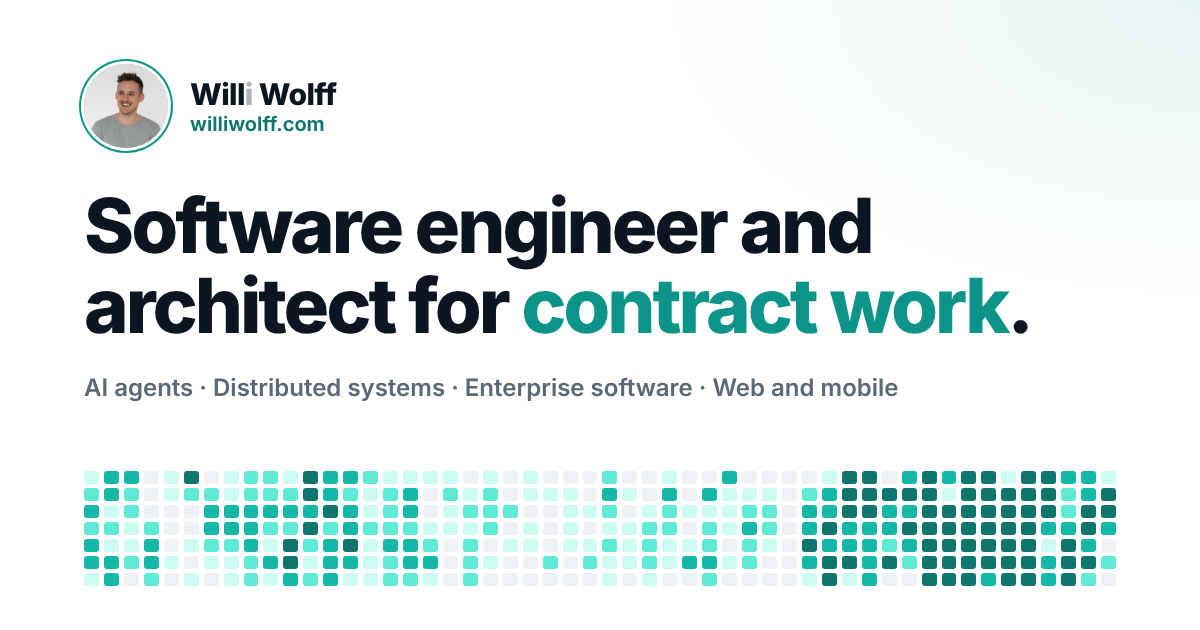 Willi Wolff
williwolff.com
Software engineer and
architect for contract work.
AI agents · Distributed systems · Enterprise software · Web and mobile